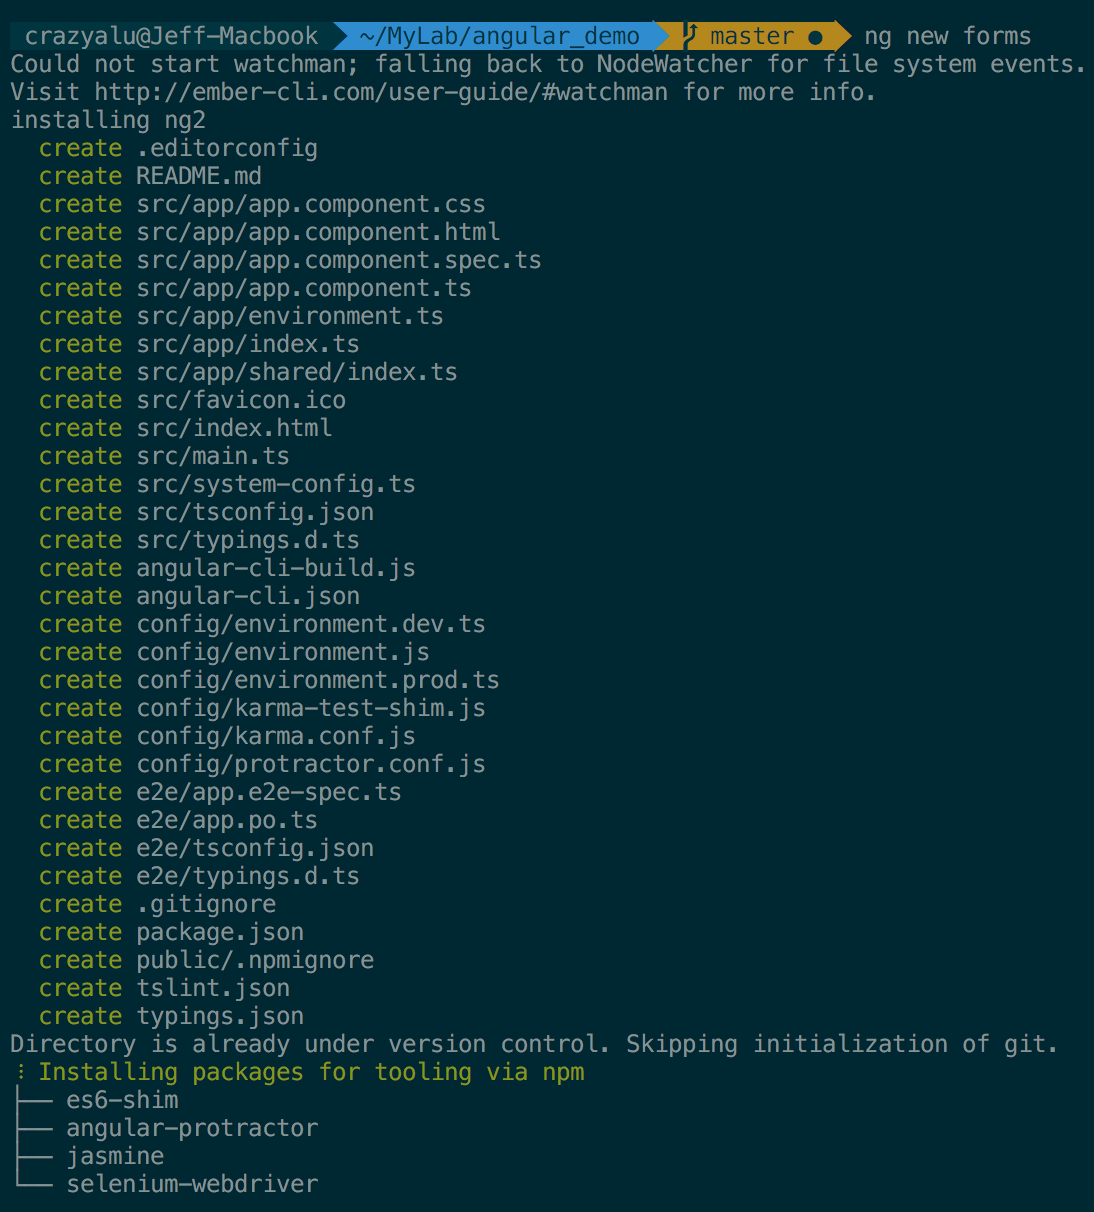 crazyalu@Jeff-Macbook ~/MyLab/angular_demo master ● ng new forms
Could not start watchman; falling back to NodeWatcher for file system events.
Visit http://ember-cli.com/user-guide/#watchman for more info.
installing ng2
create .editorconfig
create README.md
create src/app/app.component.css
create src/app/app.component.html
create src/app/app.component.spec.ts
create src/app/app.component.ts
create src/app/environment.ts
create src/app/index.ts
create src/app/shared/index.ts
create src/favicon.ico
create src/index.html
create src/main.ts
create src/system-config.ts
create src/tsconfig.json
create src/typings.d.ts
create angular-cli-build.js
create angular-cli.json
create config/environment.dev.ts
create config/environment.js
create config/environment.prod.ts
create config/karma-test-shim.js
create config/karma.conf.js
create config/protractor.conf.js
create e2e/app.e2e-spec.ts
create e2e/app.po.ts
create e2e/tsconfig.json
create e2e/typings.d.ts
create .gitignore
create package.json
create public/.npmignore
create tslint.json
create typings.json
Directory is already under version control. Skipping initialization of git.
⋮ Installing packages for tooling via npm
├── es6-shim
├── angular-protractor
├── jasmine
└── selenium-webdriver